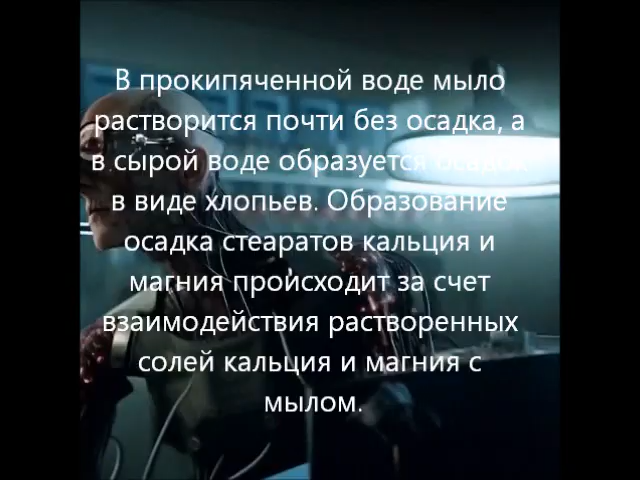 В прокипяченной воде мыло
растворится почти без осадка, а
в сырой воде образуется осадок
в виде хлопьев. Образование
осадка стеаратов кальция и
магния происходит за счет
взаимодействия растворенных
солей кальция и магния с
мылом.